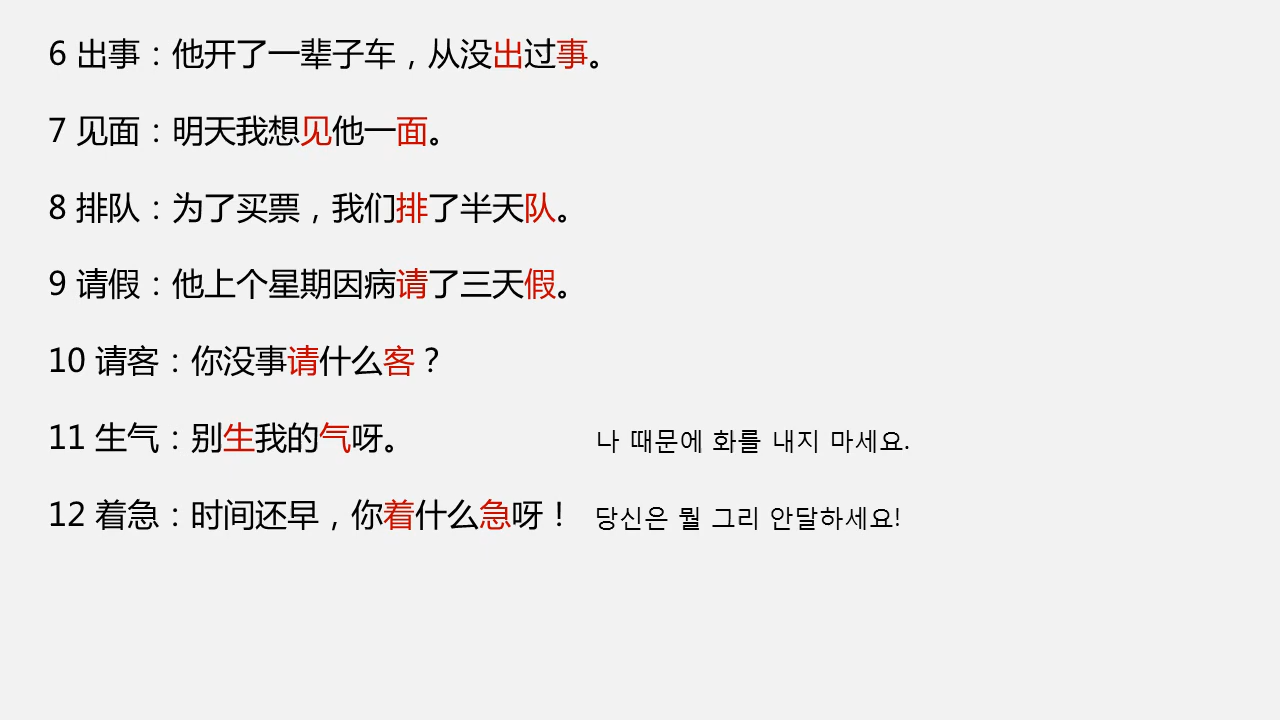 6 出事：他开了一辈子车，从没出过事。
7 见面：明天我想见他一面。
8 排队：为了买票，我们排了半天队。
9 请假：他上个星期因病请了三天假。
10 请客：你没事请什么客？
11 生气：别生我的气呀。 나 때문에 화를 내지 마세요.
12 着急：时间还早，你着什么急呀！ 당신은 뭘 그리 안달하세요!